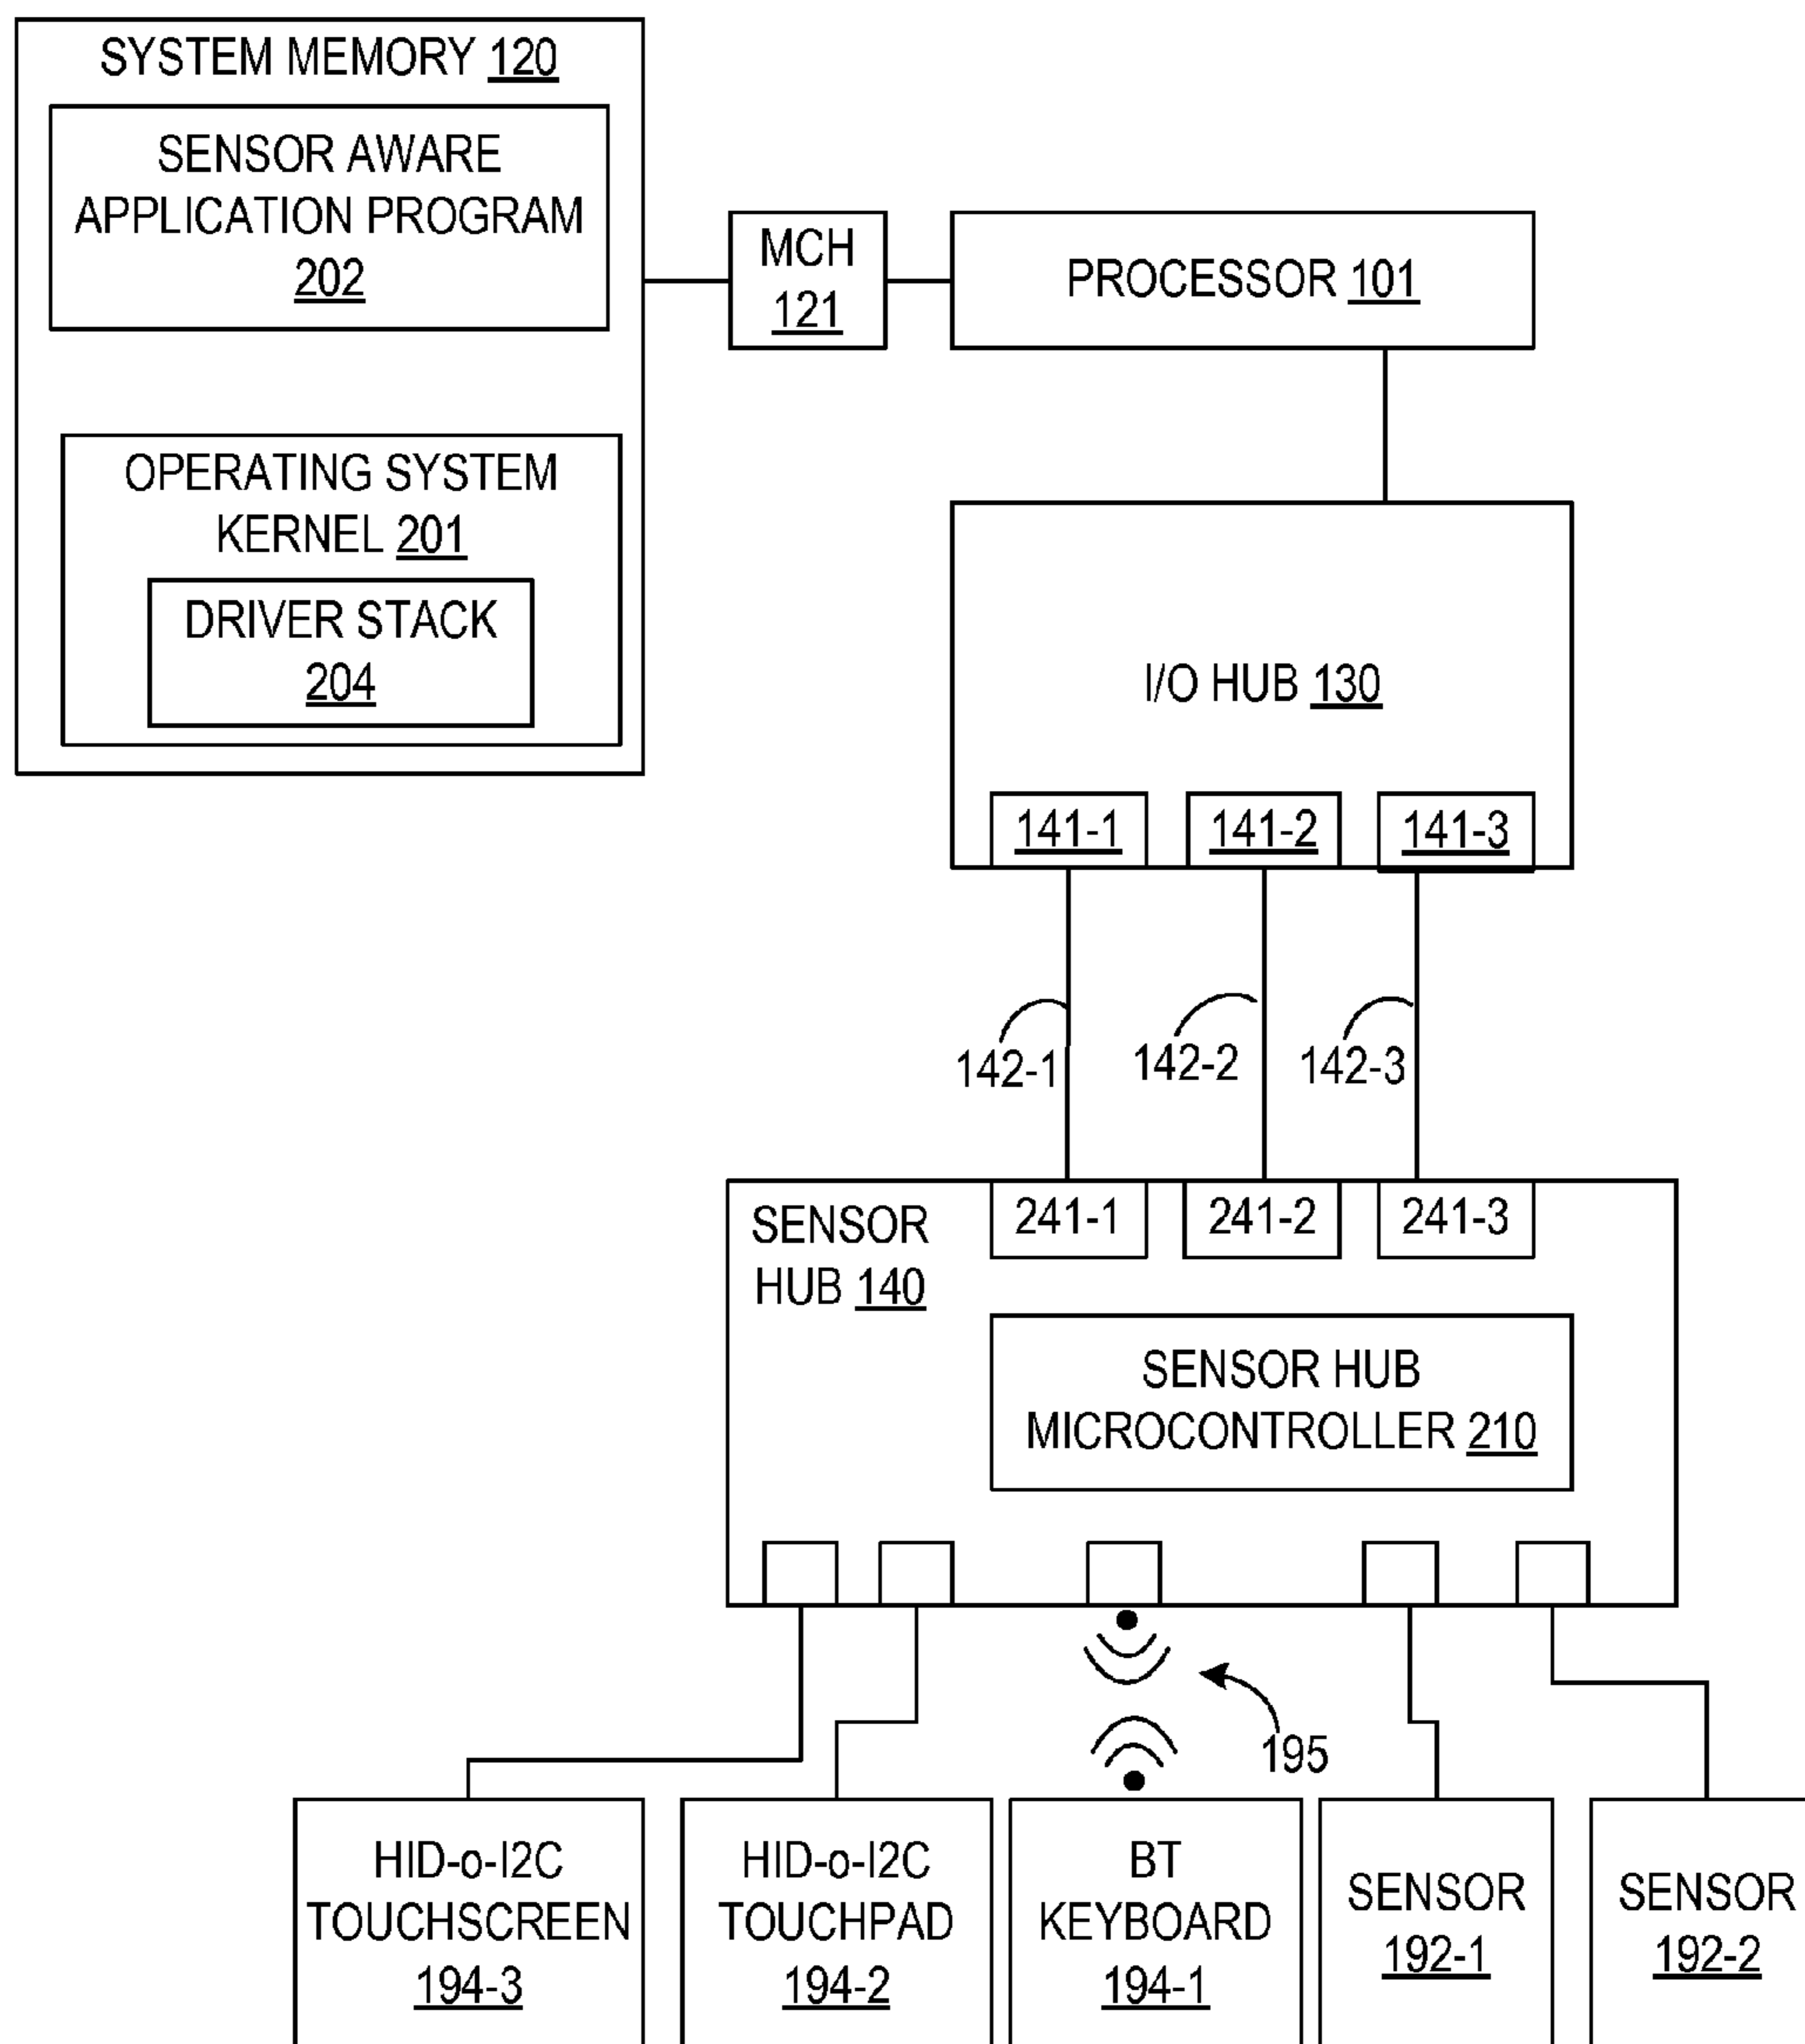 SYSTEM MEMORY 120
SENSOR AWARE
APPLICATION PROGRAM
202
OPERATING SYSTEM
KERNEL 201
DRIVER STACK
204
MCH
121
PROCESSOR 101
I/O HUB 130
141-1
141-2
141-3
142-1
142-2
142-3
241-1
241-2
241-3
SENSOR
HUB 140
SENSOR HUB
MICROCONTROLLER 210
195
HID-o-I2C
TOUCHSCREEN
194-3
HID-o-I2C
TOUCHPAD
194-2
BT
KEYBOARD
194-1
SENSOR
192-1
SENSOR
192-2